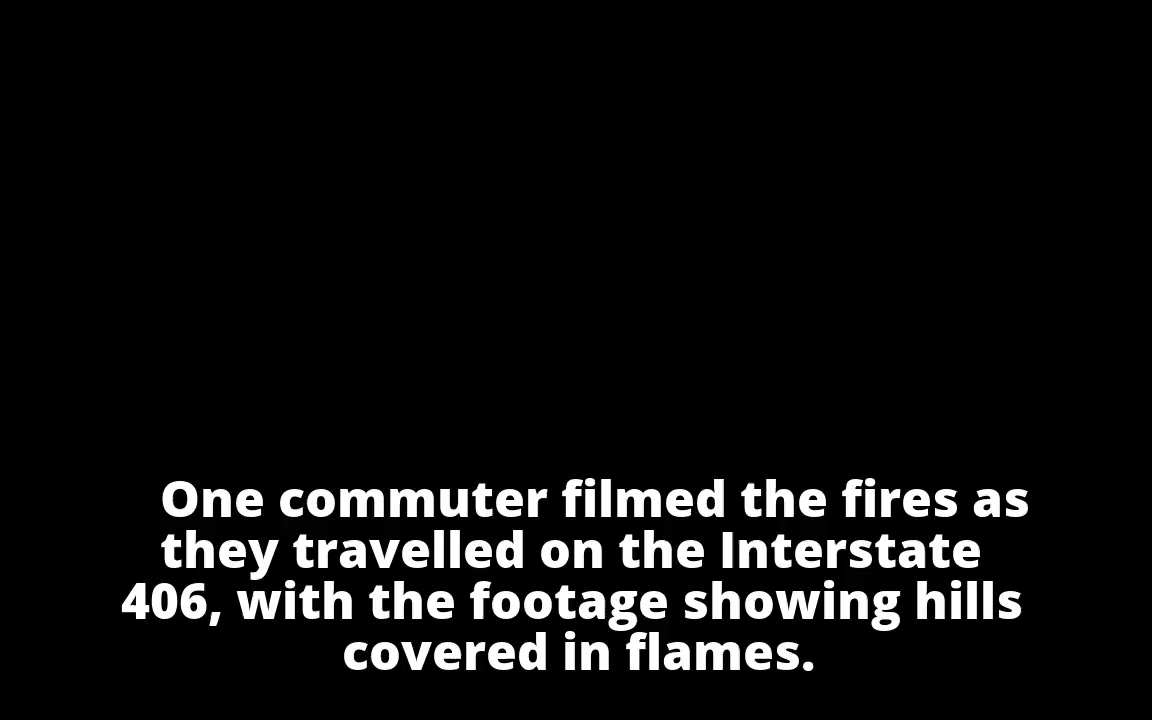 One commuter filmed the fires as
they travelled on the Interstate
406, with the footage showing hills
covered in flames.